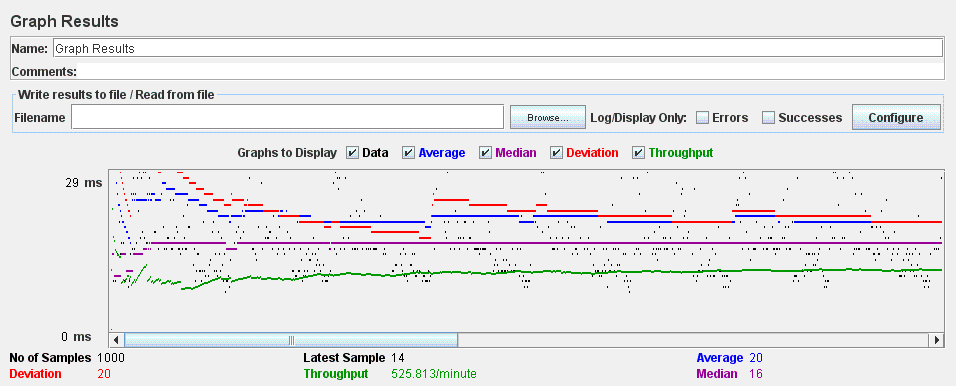 Graph Results
Name: Graph Results
Comments:
Write results to file / Read from file
Filename Browse... Log/Display Only: Errors Successes Configure
Graphs to Display Data Average Median Deviation Throughput
29 ms
0 ms
No of Samples 1000 Latest Sample 14 Average 20
Deviation 20 Throughput 525.813/minute Median 16